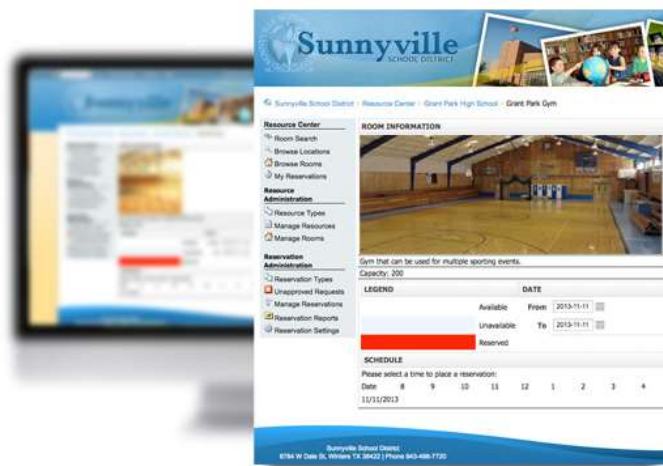 Sunnyville
SCHOOL DISTRICT
Sunnyville School District › Resource Center › Grant Park High School › Grant Park Gym
Resource Center
Room Search
Browse Locations
Browse Rooms
My Reservations
Resource
Administration
Resource Types
Manage Resources
Manage Rooms
Reservation
Administration
Reservation Types
Unapproved Requests
Manage Reservations
Reservation Reports
Reservation Settings
ROOM INFORMATION
Gym that can be used for multiple sporting events.
Capacity: 200
LEGEND DATE
Available From 2013-11-11
Unavailable To 2013-11-11
Reserved
SCHEDULE
Please select a time to place a reservation:
Date 8 9 10 11 12 1 2 3 4
11/11/2013
Sunnyville School District
8784 W Dale St, Winters TX 38422 | Phone 843-498-7720